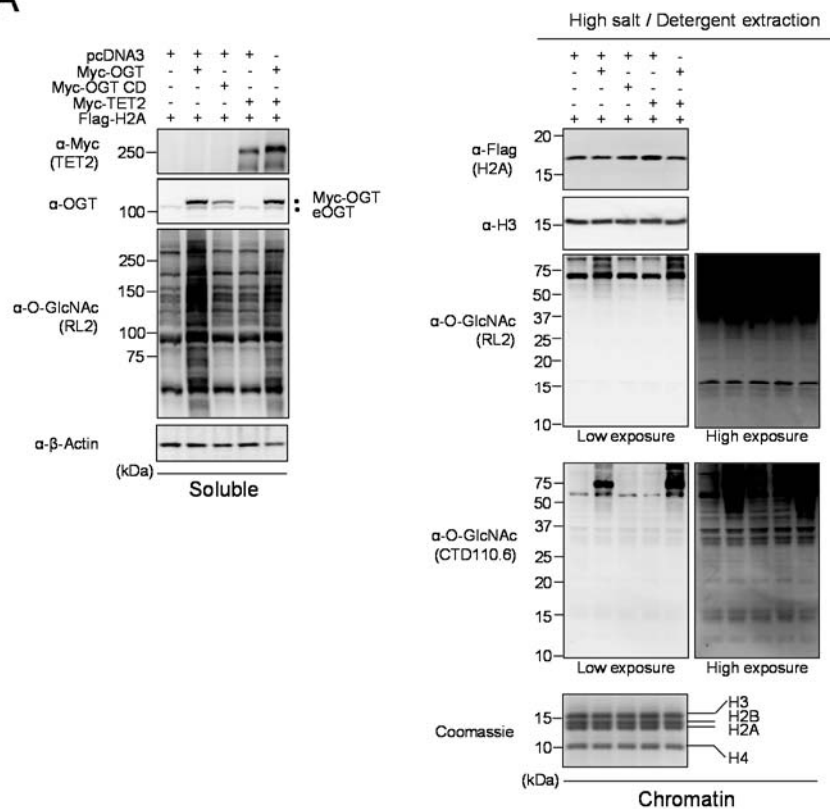 A
pcDNA3 + + + + -
Myc-OGT - + - - +
Myc-OGT CD - - + - -
Myc-TET2 - - - + +
Flag-H2A + + + + +
α-Myc
(TET2)
250
α-OGT
100
Myc-OGT
eOGT
α-O-GlcNAc
(RL2)
250
150
100
75
α-β-Actin
(kDa)
Soluble
High salt / Detergent extraction
+ + + + -
- + - - +
- - + - -
- - - + +
+ + + + +
α-Flag
(H2A)
20
15
α-H3
15
α-O-GlcNAc
(RL2)
75
50
37
25
20
15
10
Low exposure
High exposure
α-O-GlcNAc
(CTD110.6)
75
50
37
25
20
15
10
Low exposure
High exposure
Coomassie
15
10
H3
H2B
H2A
H4
(kDa)
Chromatin